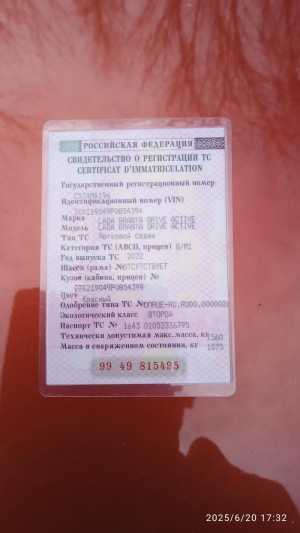 РОССИЙСКАЯ ФЕДЕРАЦИЯ
СВИДЕТЕЛЬСТВО О РЕГИСТРАЦИИ ТС
CERTIFICAT D'IMMATRICULATION
Государственный регистрационный номер
Идентификационный номер (VIN)
Марка LADA GRANTA DRIVE ACTIVE
Модель LADA GRANTA DRIVE ACTIVE
Тип ТС Легковой седан
Категория ТС (ABCD, прицеп) B/M1
Год выпуска ТС 2022
Шасси (рама) № ОТСУТСТВУЕТ
Кузов (кабина, прицеп) №
Цвет Красный
Одобрение типа ТС №
Экологический класс ВТОРОЙ
Паспорт ТС №
Технически допустимая макс. масса, кг 1560
Масса в снаряженном состоянии, кг 1075
99 49 815495
2025/6/20 17:32